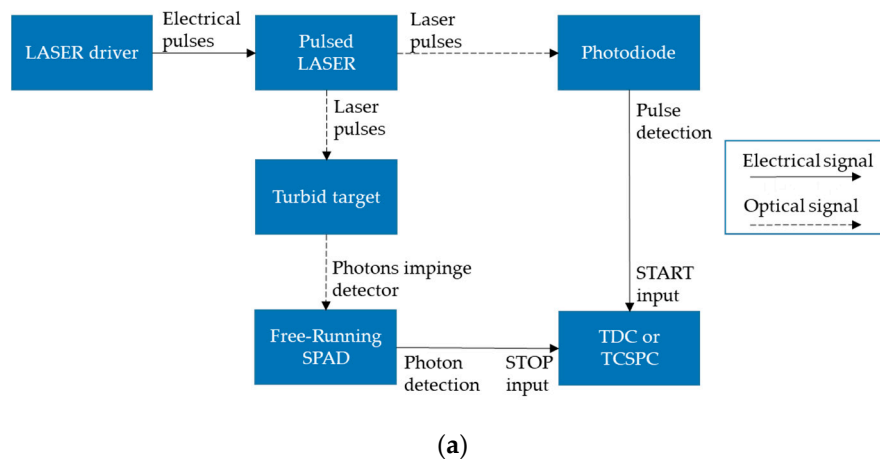 Electrical
pulses
Laser
pulses
LASER driver
Pulsed
LASER
Photodiode
Laser
pulses
Pulse
detection
Electrical signal
Optical signal
Turbid target
Photons impinge
detector
START
input
Free-Running
SPAD
Photon
detection
STOP
input
TDC or
TCSPC
(a)